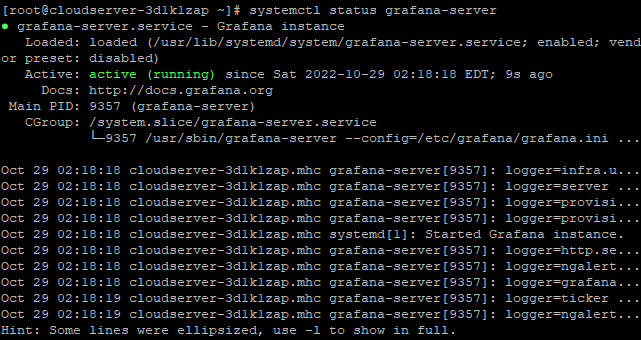 [root@cloudserver-3dlklzap ~]# systemctl status grafana-server
● grafana-server.service - Grafana instance
   Loaded: loaded (/usr/lib/systemd/system/grafana-server.service; enabled; vend
or preset: disabled)
   Active: active (running) since Sat 2022-10-29 02:18:18 EDT; 9s ago
     Docs: http://docs.grafana.org
 Main PID: 9357 (grafana-server)
   CGroup: /system.slice/grafana-server.service
           └─9357 /usr/sbin/grafana-server --config=/etc/grafana/grafana.ini ...

Oct 29 02:18:18 cloudserver-3dlklzap.mhc grafana-server[9357]: logger=infra.u...
Oct 29 02:18:18 cloudserver-3dlklzap.mhc grafana-server[9357]: logger=server ...
Oct 29 02:18:18 cloudserver-3dlklzap.mhc grafana-server[9357]: logger=provisi...
Oct 29 02:18:18 cloudserver-3dlklzap.mhc grafana-server[9357]: logger=provisi...
Oct 29 02:18:18 cloudserver-3dlklzap.mhc systemd[1]: Started Grafana instance.
Oct 29 02:18:18 cloudserver-3dlklzap.mhc grafana-server[9357]: logger=http.se...
Oct 29 02:18:18 cloudserver-3dlklzap.mhc grafana-server[9357]: logger=ngalert...
Oct 29 02:18:18 cloudserver-3dlklzap.mhc grafana-server[9357]: logger=grafana...
Oct 29 02:18:19 cloudserver-3dlklzap.mhc grafana-server[9357]: logger=ticker ...
Oct 29 02:18:19 cloudserver-3dlklzap.mhc grafana-server[9357]: logger=ngalert...
Hint: Some lines were ellipsized, use -l to show in full.